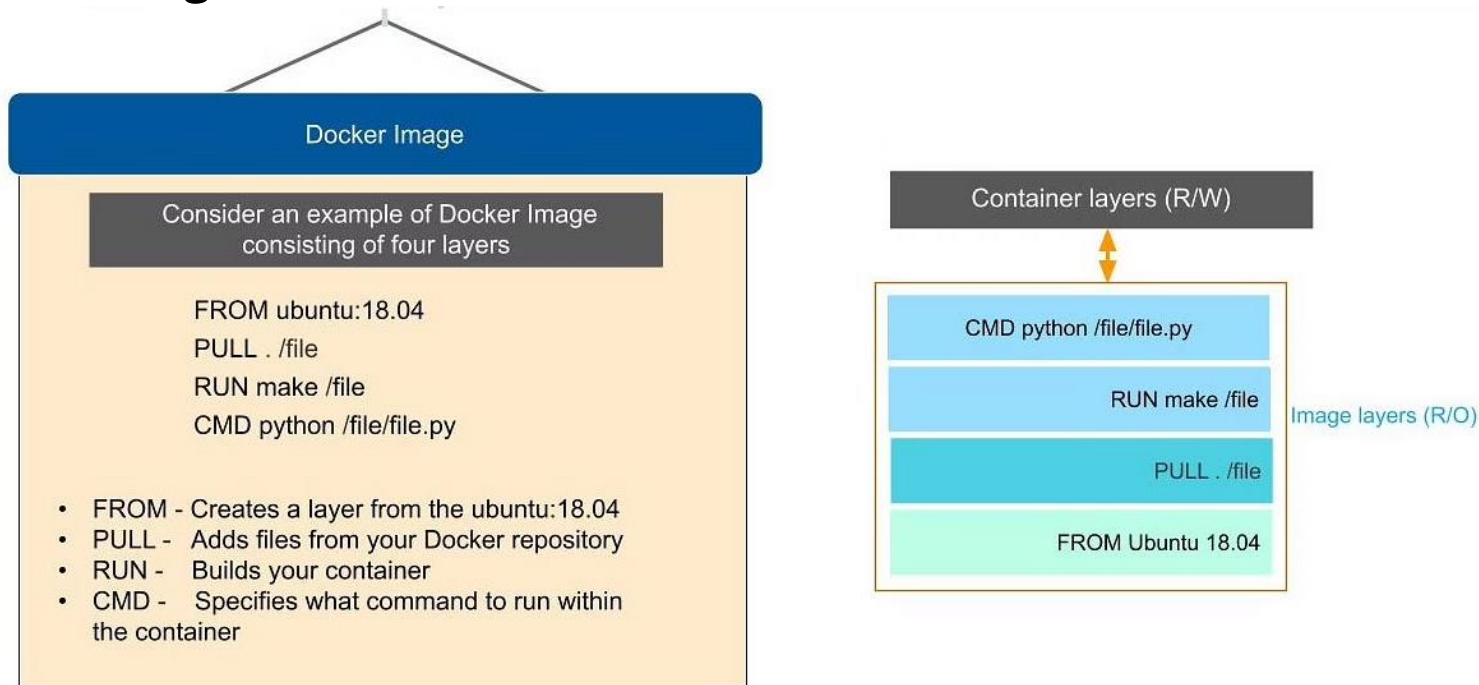 Docker Image
Consider an example of Docker Image
consisting of four layers
FROM ubuntu:18.04
PULL . /file
RUN make /file
CMD python /file/file.py
• FROM - Creates a layer from the ubuntu:18.04
• PULL - Adds files from your Docker repository
• RUN - Builds your container
• CMD - Specifies what command to run within
the container
Container layers (R/W)
CMD python /file/file.py
RUN make /file
PULL . /file
FROM Ubuntu 18.04
Image layers (R/O)